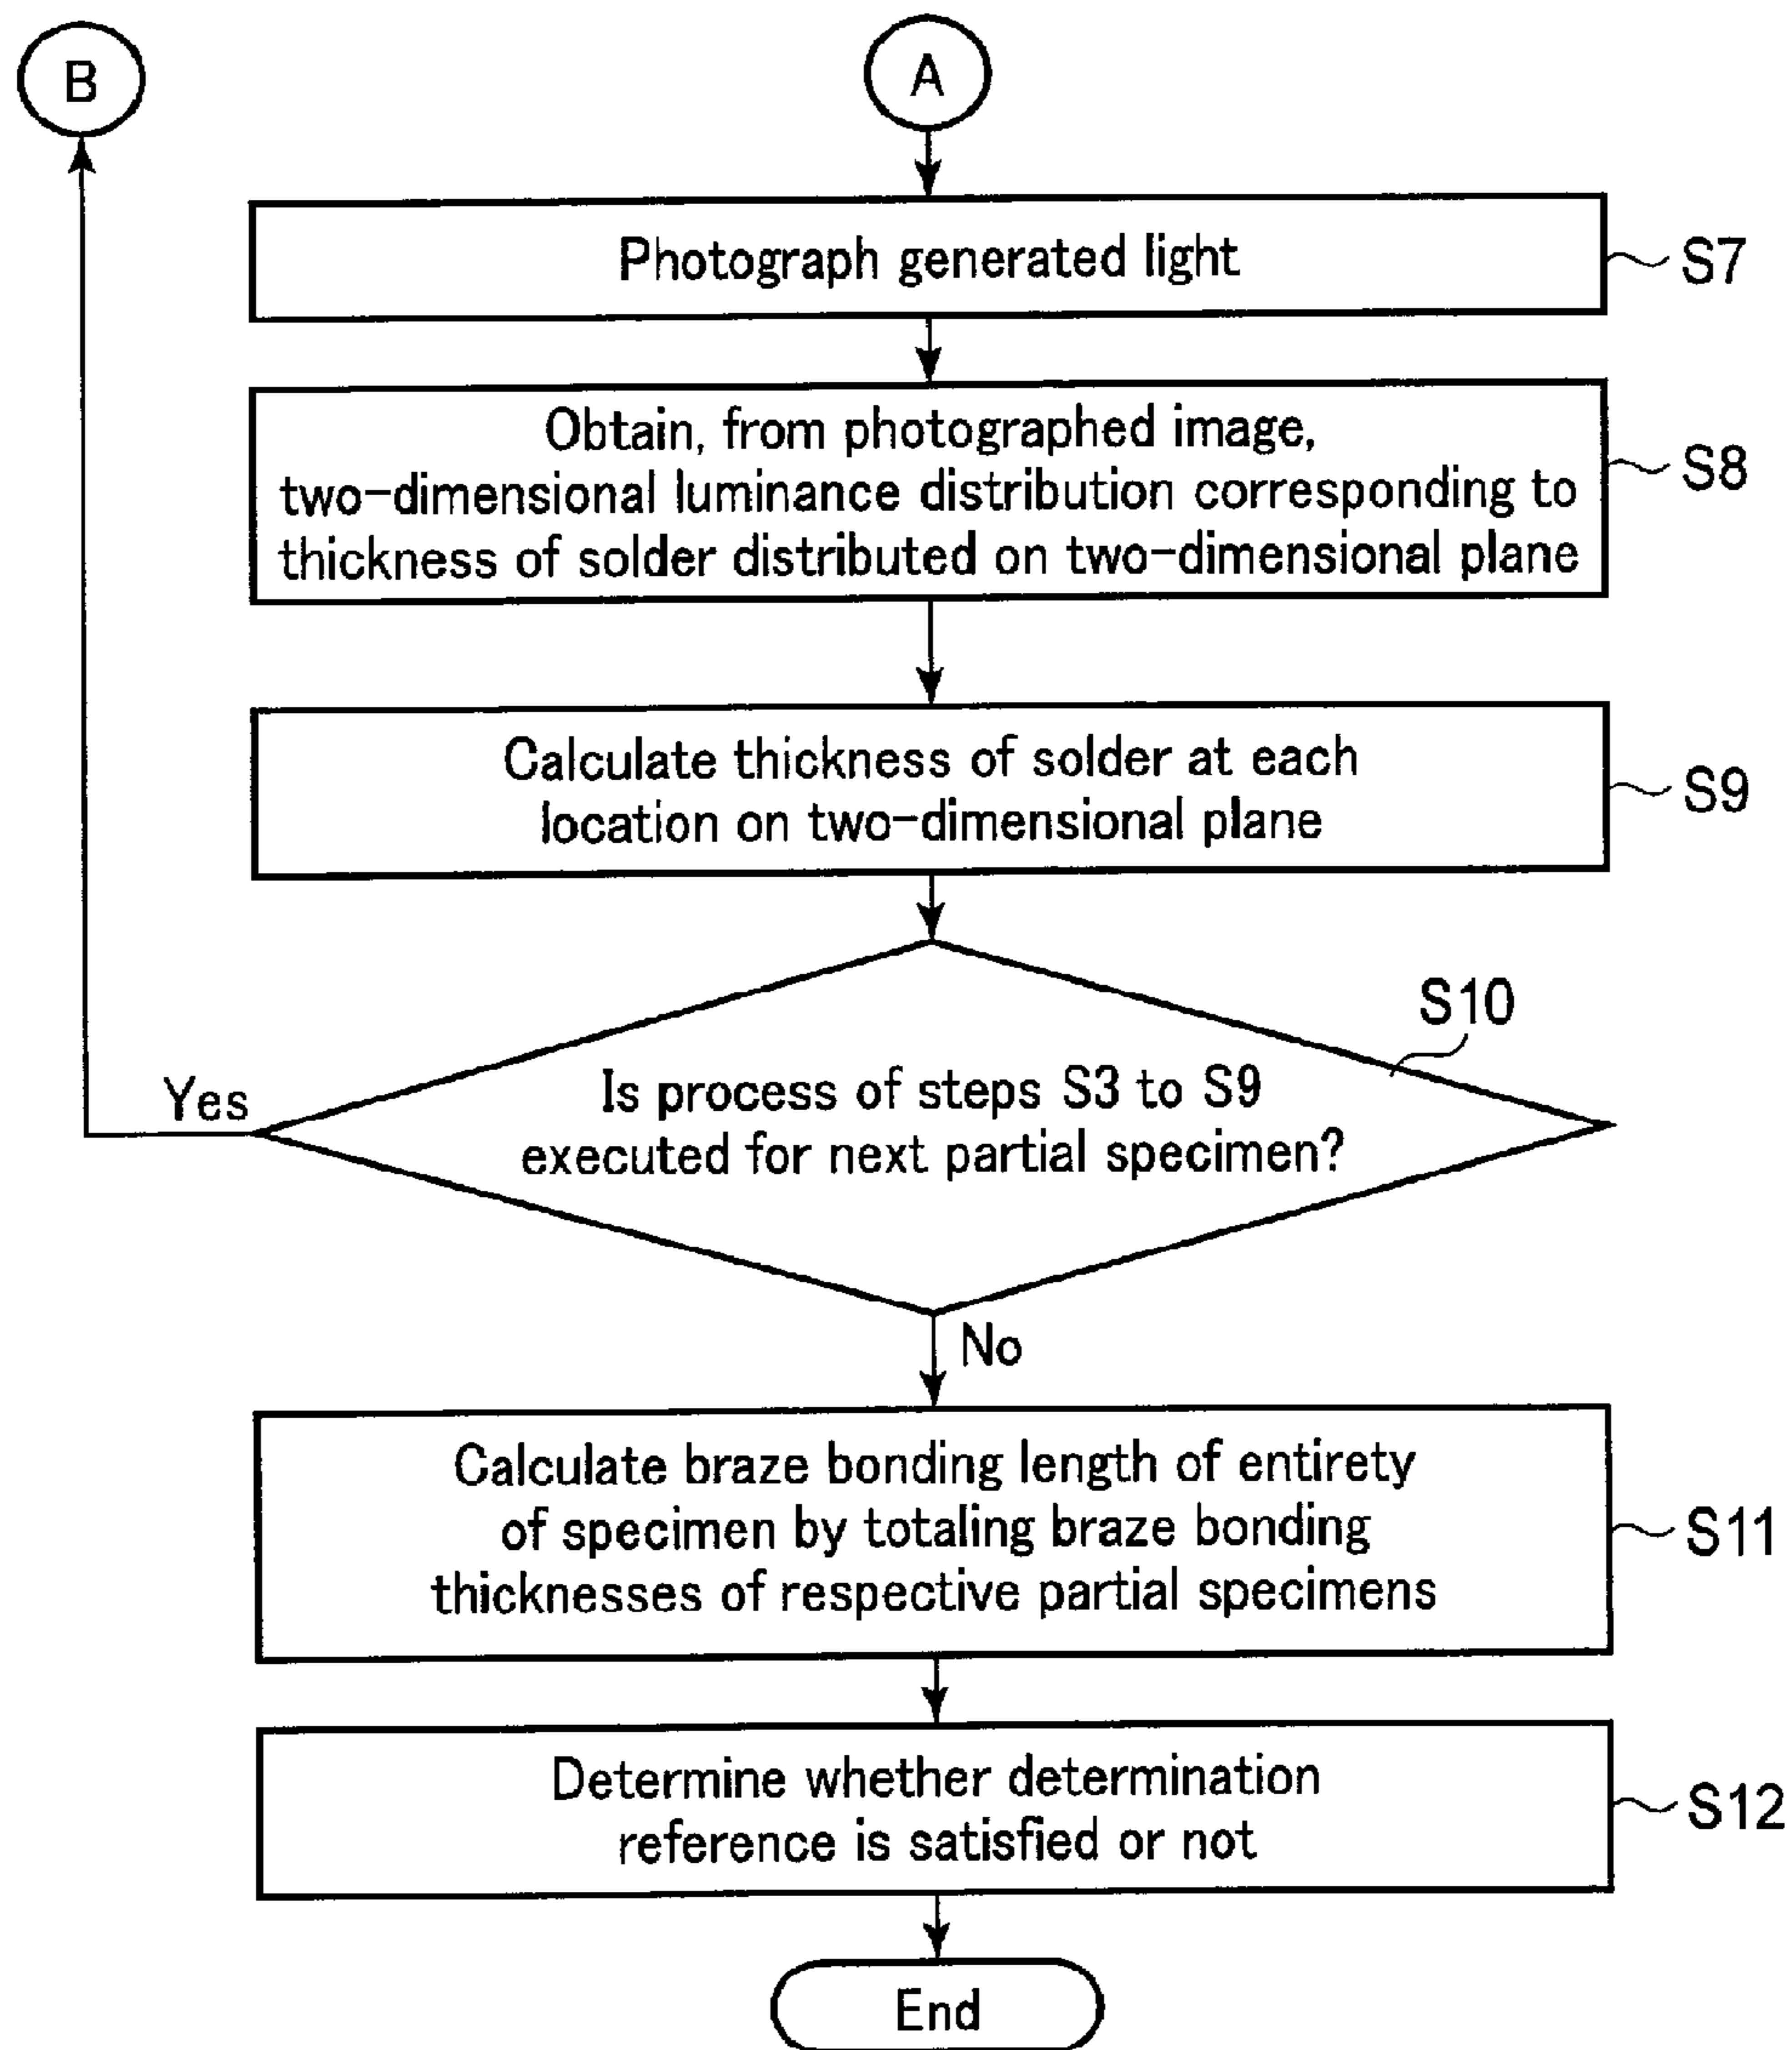 B
A
Photograph generated light
S7
Obtain, from photographed image,
two-dimensional luminance distribution corresponding to
thickness of solder distributed on two-dimensional plane
S8
Calculate thickness of solder at each
location on two-dimensional plane
S9
S10
Is process of steps S3 to S9
executed for next partial specimen?
Yes
No
Calculate braze bonding length of entirety
of specimen by totaling braze bonding
thicknesses of respective partial specimens
S11
Determine whether determination
reference is satisfied or not
S12
End